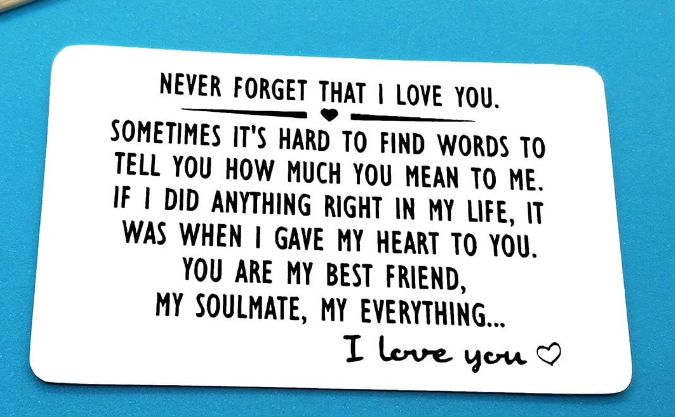 NEVER FORGET THAT I LOVE YOU.
SOMETIMES IT'S HARD TO FIND WORDS TO
TELL YOU HOW MUCH YOU MEAN TO ME.
IF I DID ANYTHING RIGHT IN MY LIFE, IT
WAS WHEN I GAVE MY HEART TO YOU.
YOU ARE MY BEST FRIEND,
MY SOULMATE, MY EVERYTHING...
I love you ♡